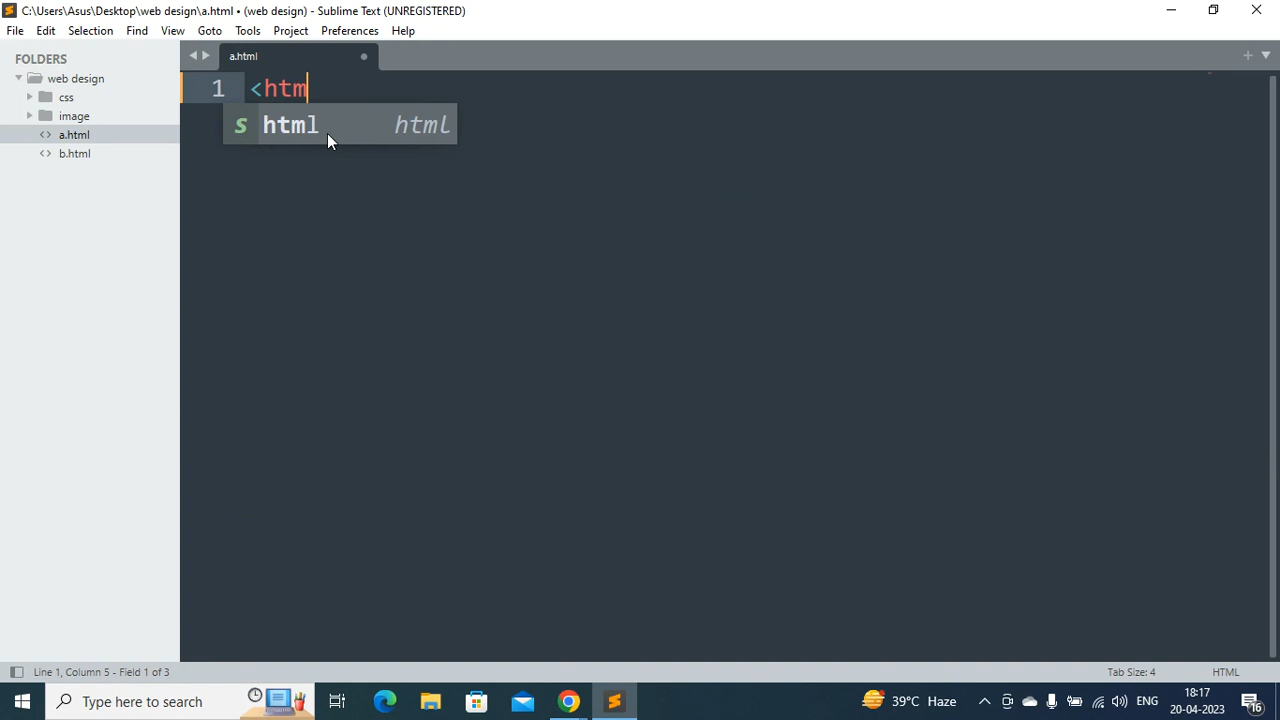 C:\Users\Asus\Desktop\web design\a.html • (web design) - Sublime Text (UNREGISTERED)
File Edit Selection Find View Goto Tools Project Preferences Help
FOLDERS
web design
css
image
a.html
b.html
a.html
1 <htm
s html html
Line 1, Column 5 - Field 1 of 3
Tab Size: 4 HTML
Type here to search
39°C Haze
ENG
18:17
20-04-2023
16